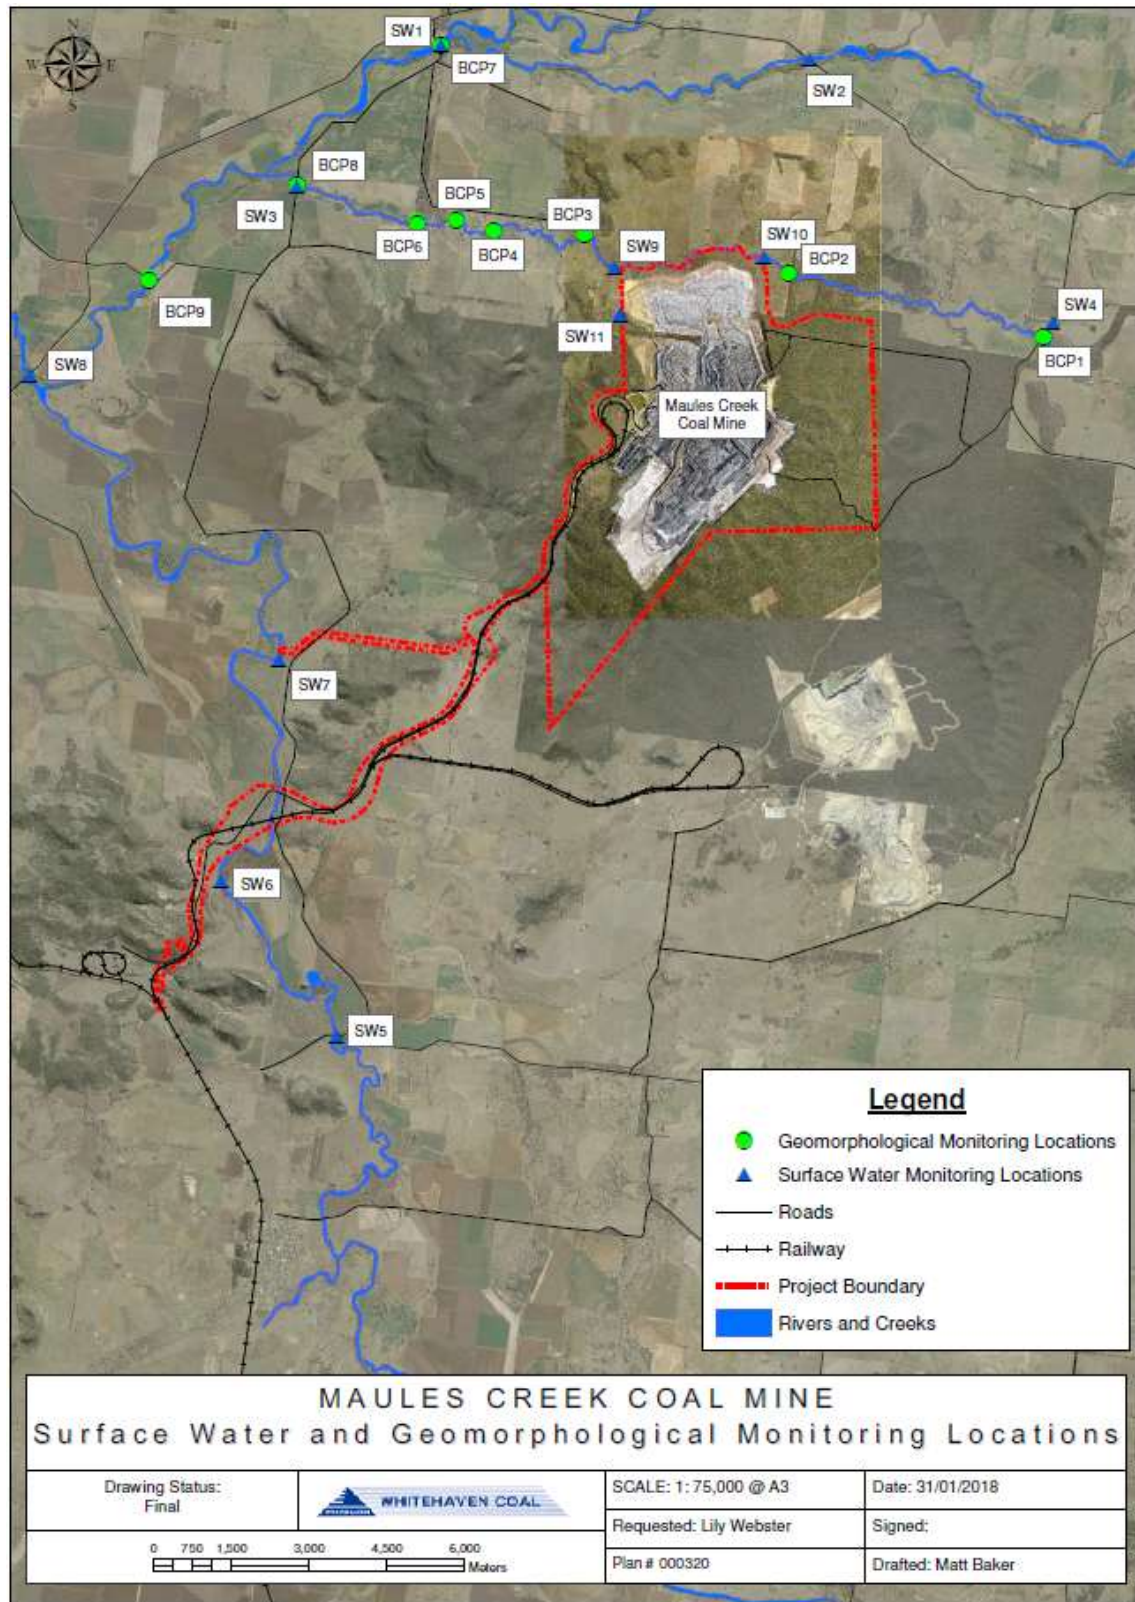 N
W
E
S
SW1
BCP7
SW2
BCP8
SW3
BCP5
BCP6
BCP4
BCP3
SW9
SW10
BCP2
SW4
BCP1
BCP9
SW11
SW8
Maules Creek
Coal Mine
SW7
SW6
SW5
Legend
Geomorphological Monitoring Locations
Surface Water Monitoring Locations
Roads
Railway
Project Boundary
Rivers and Creeks
MAULES CREEK COAL MINE
Surface Water and Geomorphological Monitoring Locations
Drawing Status:
Final
WHITEHAVEN COAL
SCALE: 1: 75,000 @ A3
Date: 31/01/2018
Requested: Lily Webster
Signed:
0 750 1,500 3,000 4,500 6,000
Meters
Plan # 000320
Drafted: Matt Baker